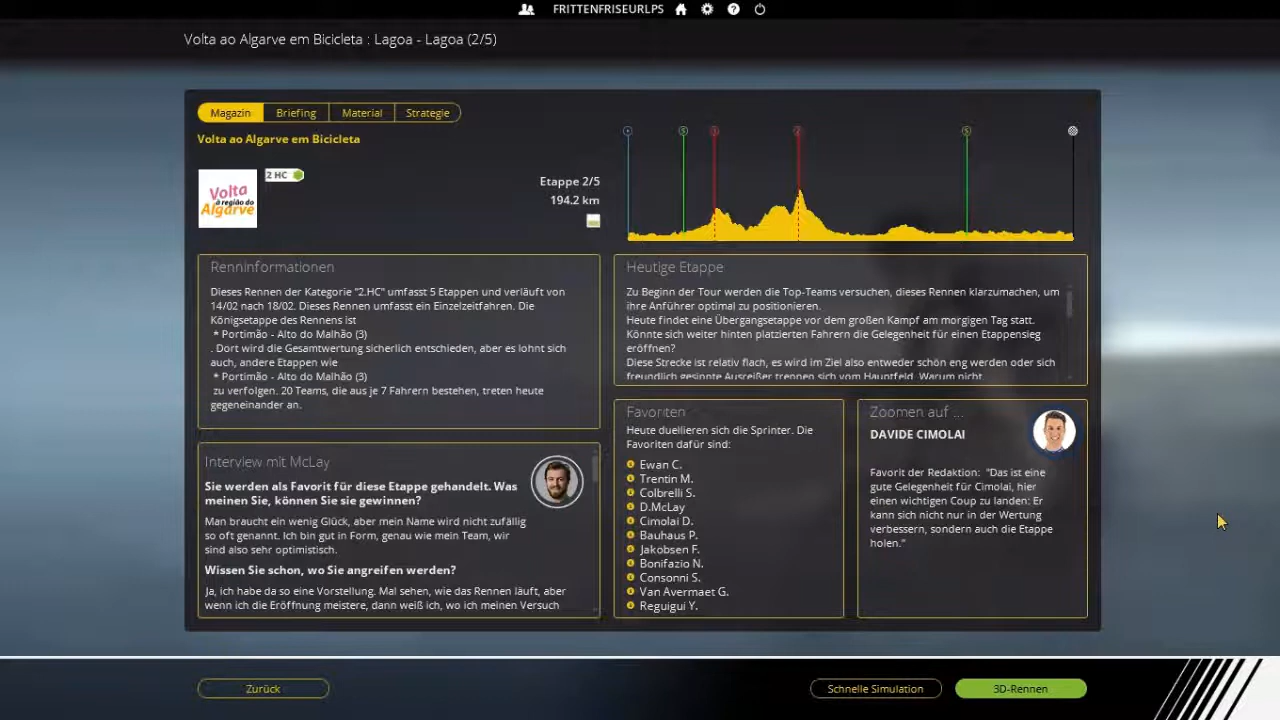 FRITTENFRISEURLPS
Volta ao Algarve em Bicicleta : Lagoa - Lagoa (2/5)
Magazin
Briefing
Material
Strategie
Volta ao Algarve em Bicicleta
Volta
à região do
Algarve
2 HC
Etappe 2/5
194.2 km
S
S
Renninformationen
Dieses Rennen der Kategorie "2.HC" umfasst 5 Etappen und verläuft von
14/02 nach 18/02. Dieses Rennen umfasst ein Einzelzeitfahren. Die
Königsetappe des Rennens ist
* Portimão - Alto do Malhão (3)
. Dort wird die Gesamtwertung sicherlich entschieden, aber es lohnt sich
auch, andere Etappen wie
* Portimão - Alto do Malhão (3)
zu verfolgen. 20 Teams, die aus je 7 Fahrern bestehen, treten heute
gegeneinander an.
Heutige Etappe
Zu Beginn der Tour werden die Top-Teams versuchen, dieses Rennen klarzumachen, um
ihre Anführer optimal zu positionieren.
Heute findet eine Übergangsetappe vor dem großen Kampf am morgigen Tag statt.
Könnte sich weiter hinten platzierten Fahrern die Gelegenheit für einen Etappensieg
eröffnen?
Diese Strecke ist relativ flach, es wird im Ziel also entweder schön eng werden oder sich
freundlich gesinnte Ausreißer trennen sich vom Hauptfeld. Warum nicht
Interview mit McLay
Sie werden als Favorit für diese Etappe gehandelt. Was
meinen Sie, können Sie sie gewinnen?
Man braucht ein wenig Glück, aber mein Name wird nicht zufällig
so oft genannt. Ich bin gut in Form, genau wie mein Team, wir
sind also sehr optimistisch.
Wissen Sie schon, wo Sie angreifen werden?
Ja, ich habe da so eine Vorstellung. Mal sehen, wie das Rennen läuft, aber
wenn ich die Eröffnung meistere, dann weiß ich, wo ich meinen Versuch
Favoriten
Heute duellieren sich die Sprinter. Die
Favoriten dafür sind:
Ewan C.
Trentin M.
Colbrelli S.
D.McLay
Cimolai D.
Bauhaus P.
Jakobsen F.
Bonifazio N.
Consonni S.
Van Avermaet G.
Reguigui Y.
Zoomen auf ...
DAVIDE CIMOLAI
Favorit der Redaktion: "Das ist eine
gute Gelegenheit für Cimolai, hier
einen wichtigen Coup zu landen: Er
kann sich nicht nur in der Wertung
verbessern, sondern auch die Etappe
holen."
Zurück
Schnelle Simulation
3D-Rennen